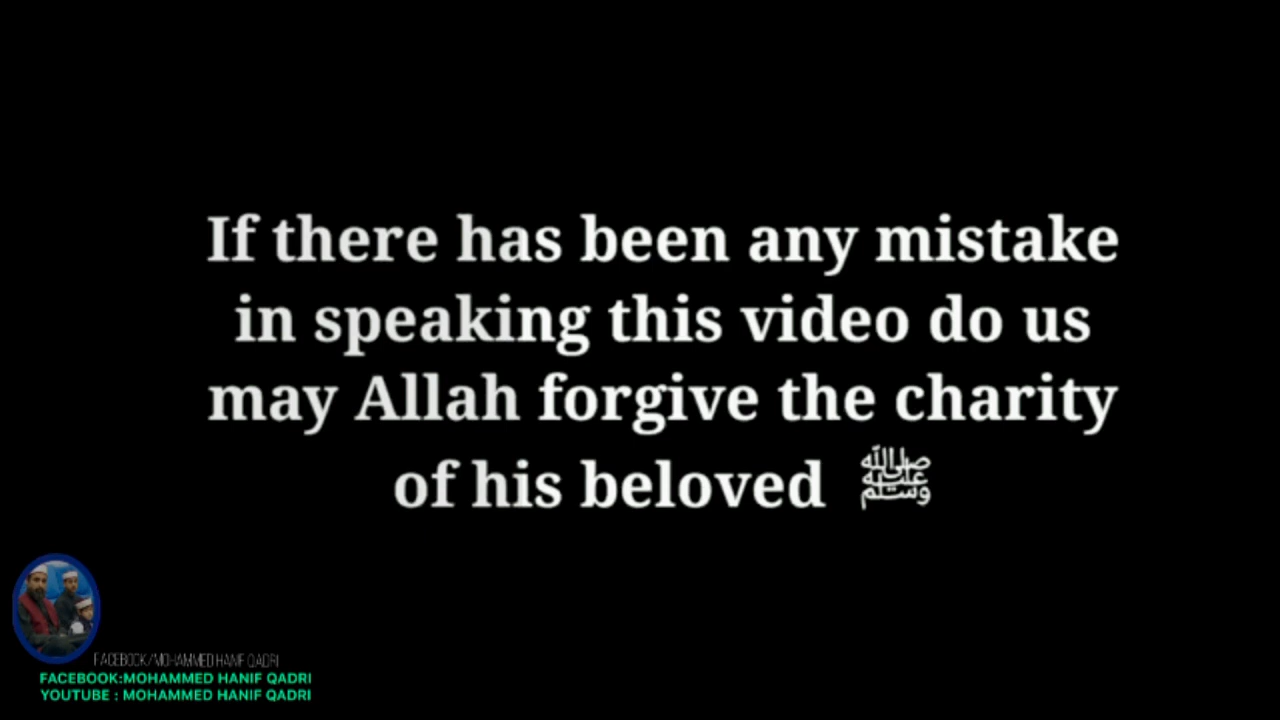 If there has been any mistake
in speaking this video do us
may Allah forgive the charity
of his beloved ﷺ
FACEBOOK/MOHAMMED HANIF QADRI
FACEBOOK:MOHAMMED HANIF QADRI
YOUTUBE : MOHAMMED HANIF QADRI